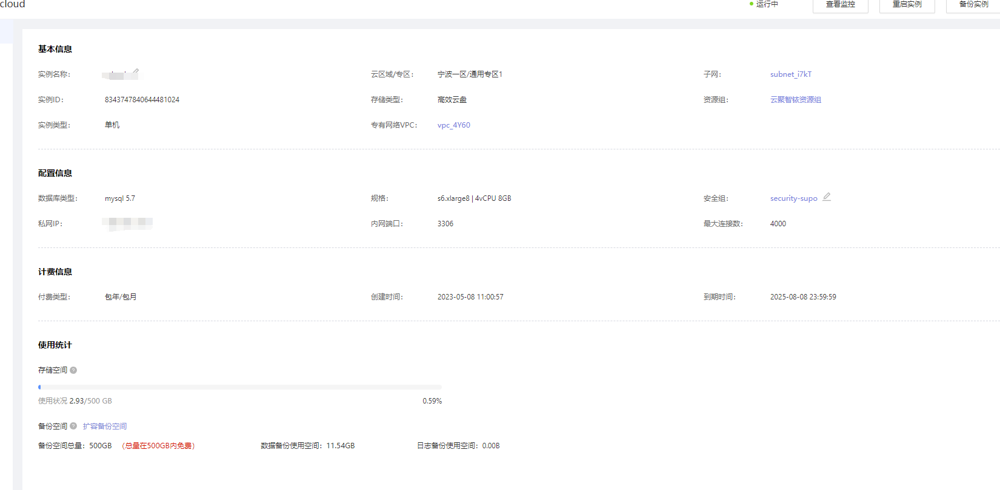 cloud 运行中 查看监控 重启实例 备份实例
基本信息
实例名称: 云区域/专区: 宁波一区/通用专区1 子网: subnet_i7kT
实例ID: 8343747840644481024 存储类型: 高效云盘 资源组: 云聚智铱资源组
实例类型: 单机 专有网络VPC: vpc_4Y60
配置信息
数据库类型: mysql 5.7 规格: s6.xlarge8 | 4vCPU 8GB 安全组: security-supo
私网IP: 内网端口: 3306 最大连接数: 4000
计费信息
付费类型: 包年/包月 创建时间: 2023-05-08 11:00:57 到期时间: 2025-08-08 23:59:59
使用统计
存储空间 ?
使用状况 2.93/500 GB 0.59%
备份空间 ? 扩容备份空间
备份空间总量: 500GB (总量在500GB内免费) 数据备份使用空间: 11.54GB 日志备份使用空间: 0.00B